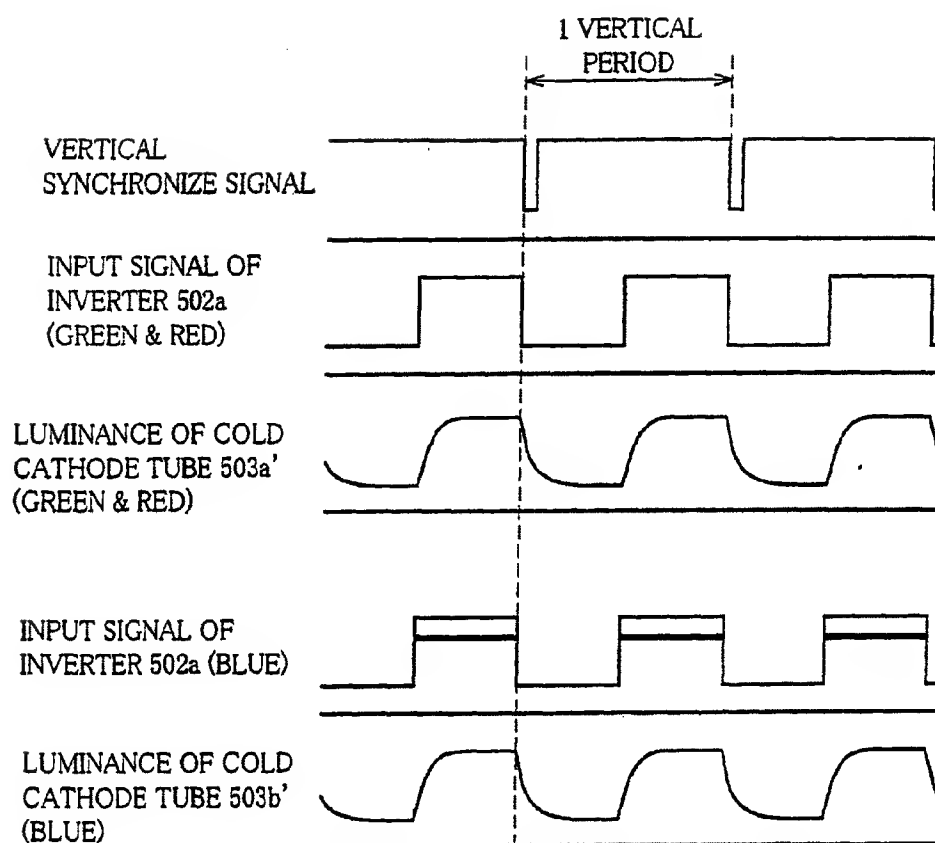 1 VERTICAL
PERIOD
VERTICAL
SYNCHRONIZE SIGNAL
INPUT SIGNAL OF
INVERTER 502a
(GREEN & RED)
LUMINANCE OF COLD
CATHODE TUBE 503a'
(GREEN & RED)
INPUT SIGNAL OF
INVERTER 502a (BLUE)
LUMINANCE OF COLD
CATHODE TUBE 503b'
(BLUE)